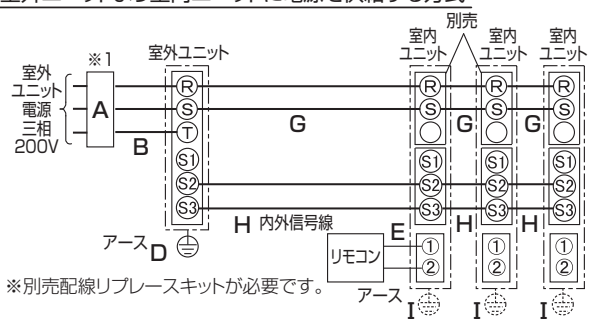 室外ユニットより室内ユニットに電源を供給する方式
別売
※1
室外ユニット
室内
ユニット
室内
ユニット
室内
ユニット
室外
ユニット
電源
三相
200V
A
B
R
S
T
S1
S2
S3
G
G
G
R
S
S1
S2
S3
R
S
S1
S2
S3
R
S
S1
S2
S3
H 内外信号線
H
H
アース D
E
リモコン
1
2
1
2
1
2
※別売配線リプレースキットが必要です。
アース I
I
I